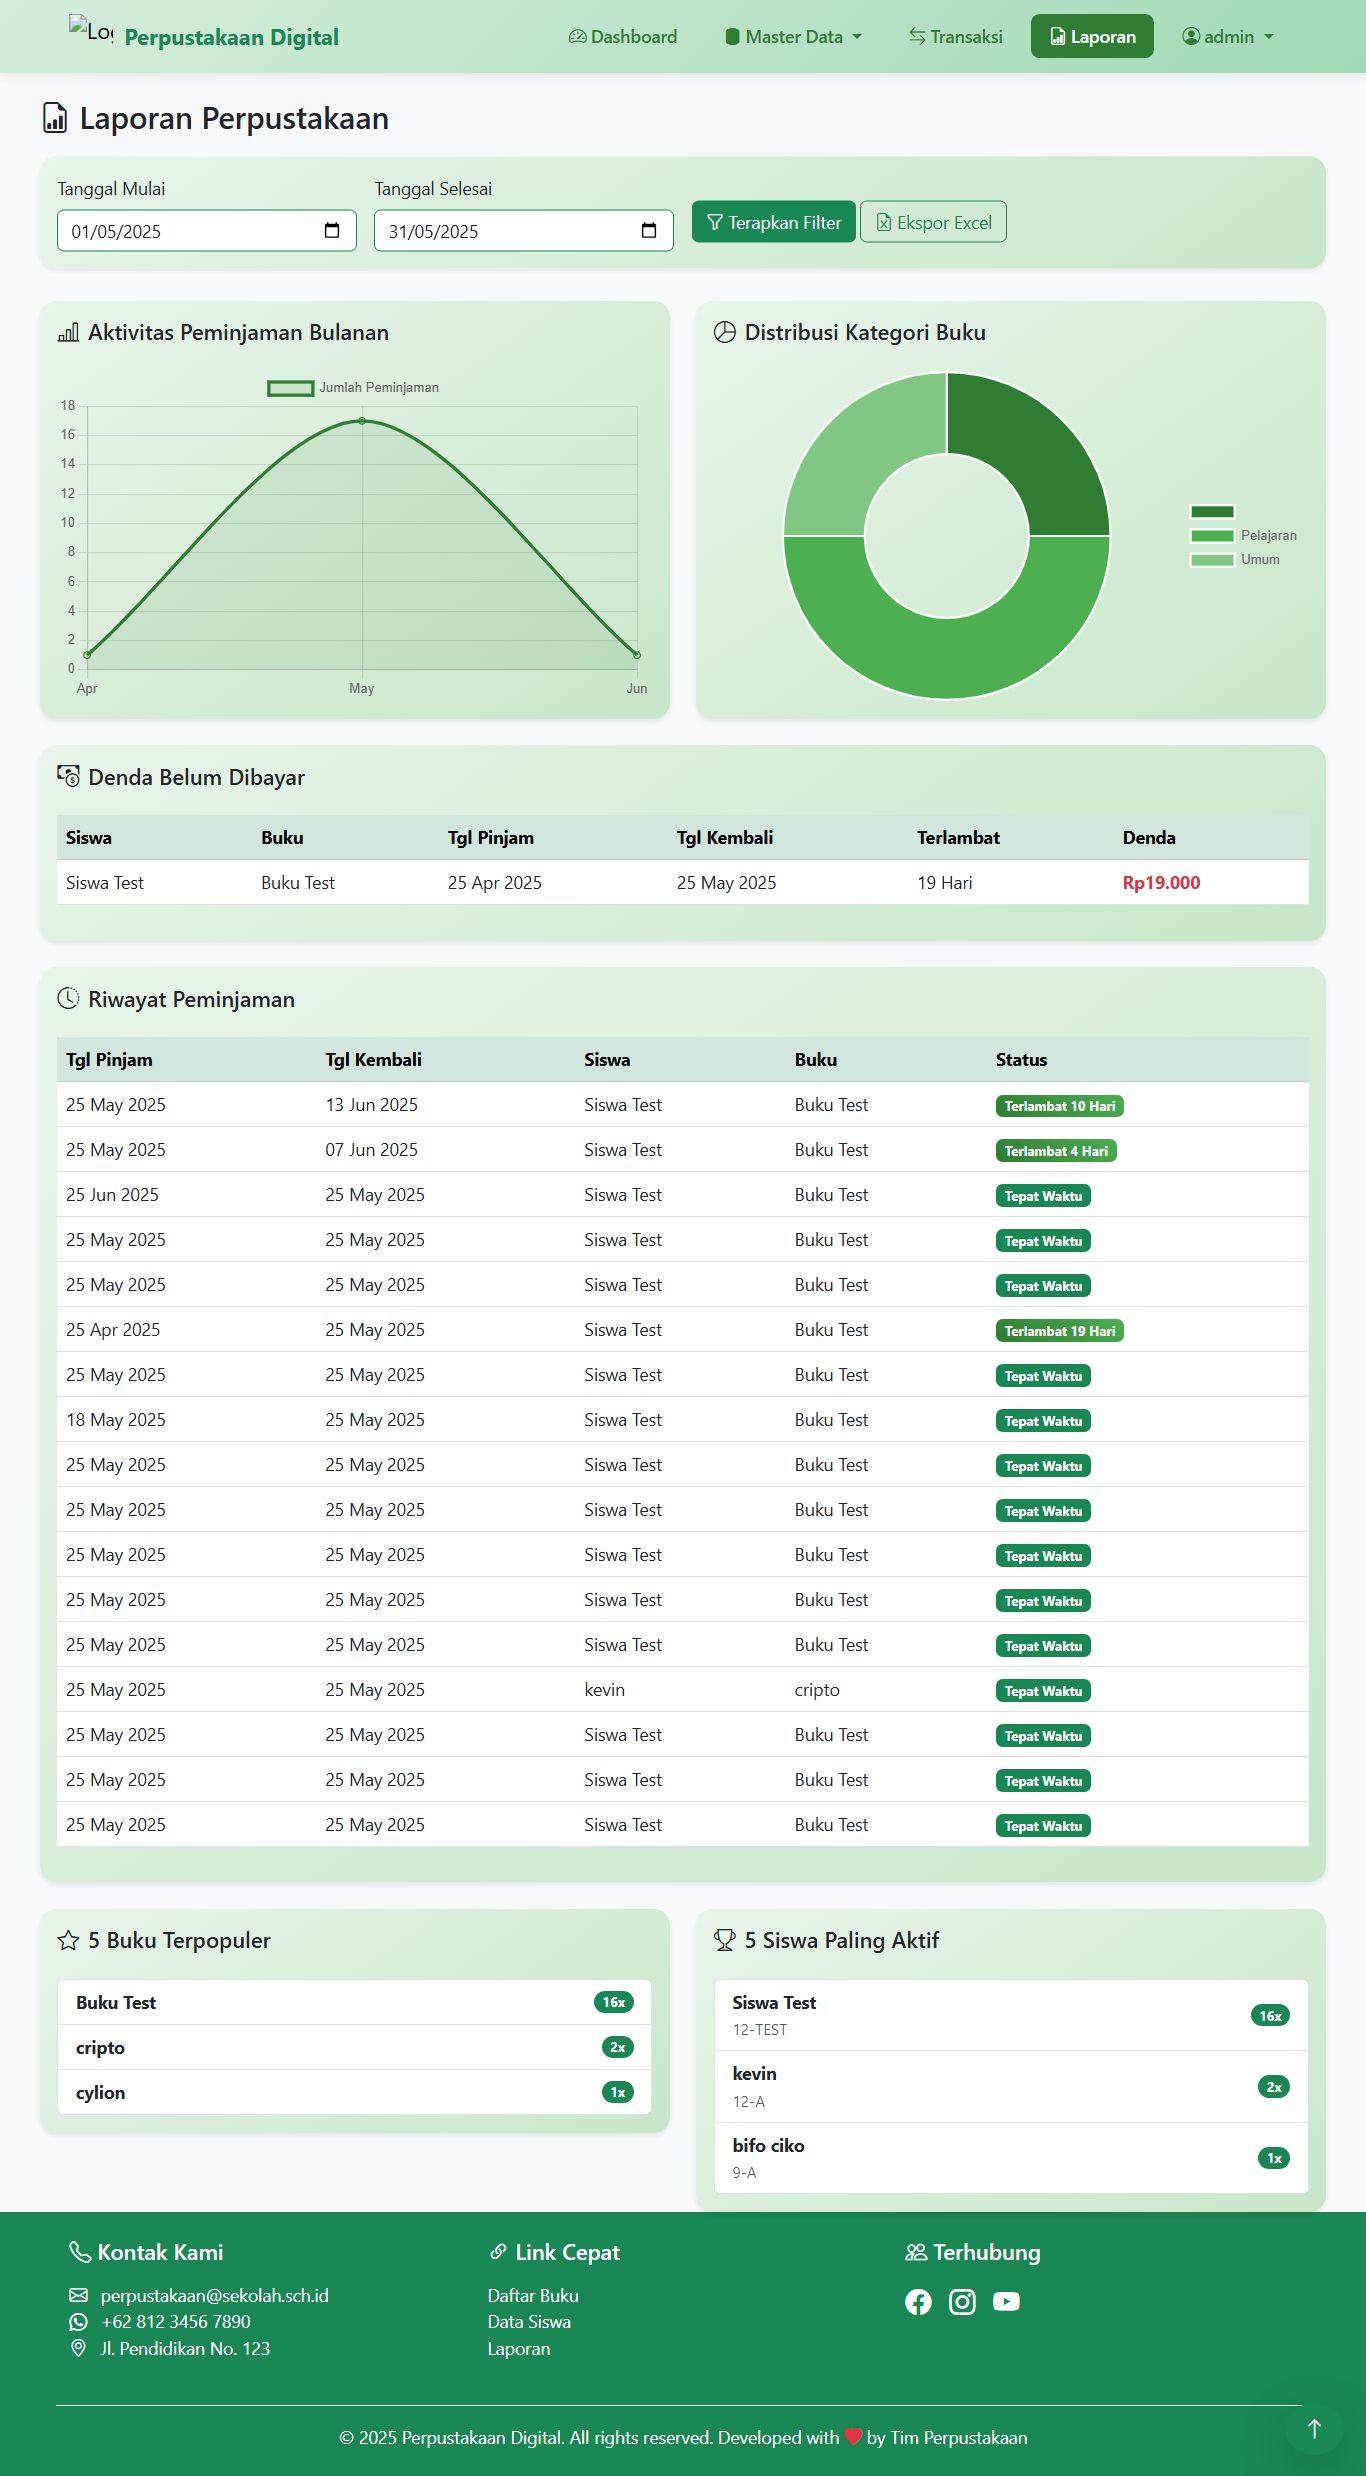 Log Perpustakaan Digital Dashboard Master Data Transaksi Laporan admin
Laporan Perpustakaan
Tanggal Mulai Tanggal Selesai
01/05/2025 31/05/2025 Terapkan Filter Ekspor Excel
Aktivitas Peminjaman Bulanan
Jumlah Peminjaman
18
16
14
12
10
8
6
4
2
0
Apr May Jun
Distribusi Kategori Buku
Pelajaran
Umum
Denda Belum Dibayar
Siswa Buku Tgl Pinjam Tgl Kembali Terlambat Denda
Siswa Test Buku Test 25 Apr 2025 25 May 2025 19 Hari Rp19.000
Riwayat Peminjaman
Tgl Pinjam Tgl Kembali Siswa Buku Status
25 May 2025 13 Jun 2025 Siswa Test Buku Test Terlambat 10 Hari
25 May 2025 07 Jun 2025 Siswa Test Buku Test Terlambat 4 Hari
25 Jun 2025 25 May 2025 Siswa Test Buku Test Tepat Waktu
25 May 2025 25 May 2025 Siswa Test Buku Test Tepat Waktu
25 May 2025 25 May 2025 Siswa Test Buku Test Tepat Waktu
25 Apr 2025 25 May 2025 Siswa Test Buku Test Terlambat 19 Hari
25 May 2025 25 May 2025 Siswa Test Buku Test Tepat Waktu
18 May 2025 25 May 2025 Siswa Test Buku Test Tepat Waktu
25 May 2025 25 May 2025 Siswa Test Buku Test Tepat Waktu
25 May 2025 25 May 2025 Siswa Test Buku Test Tepat Waktu
25 May 2025 25 May 2025 Siswa Test Buku Test Tepat Waktu
25 May 2025 25 May 2025 Siswa Test Buku Test Tepat Waktu
25 May 2025 25 May 2025 Siswa Test Buku Test Tepat Waktu
25 May 2025 25 May 2025 kevin cripto Tepat Waktu
25 May 2025 25 May 2025 Siswa Test Buku Test Tepat Waktu
25 May 2025 25 May 2025 Siswa Test Buku Test Tepat Waktu
25 May 2025 25 May 2025 Siswa Test Buku Test Tepat Waktu
5 Buku Terpopuler
Buku Test 16x
cripto 2x
cylion 1x
5 Siswa Paling Aktif
Siswa Test 16x
12-TEST
kevin 2x
12-A
bifo ciko 1x
9-A
Kontak Kami
perpustakaan@sekolah.sch.id
+62 812 3456 7890
Jl. Pendidikan No. 123
Link Cepat
Daftar Buku
Data Siswa
Laporan
Terhubung
© 2025 Perpustakaan Digital. All rights reserved. Developed with ❤ by Tim Perpustakaan